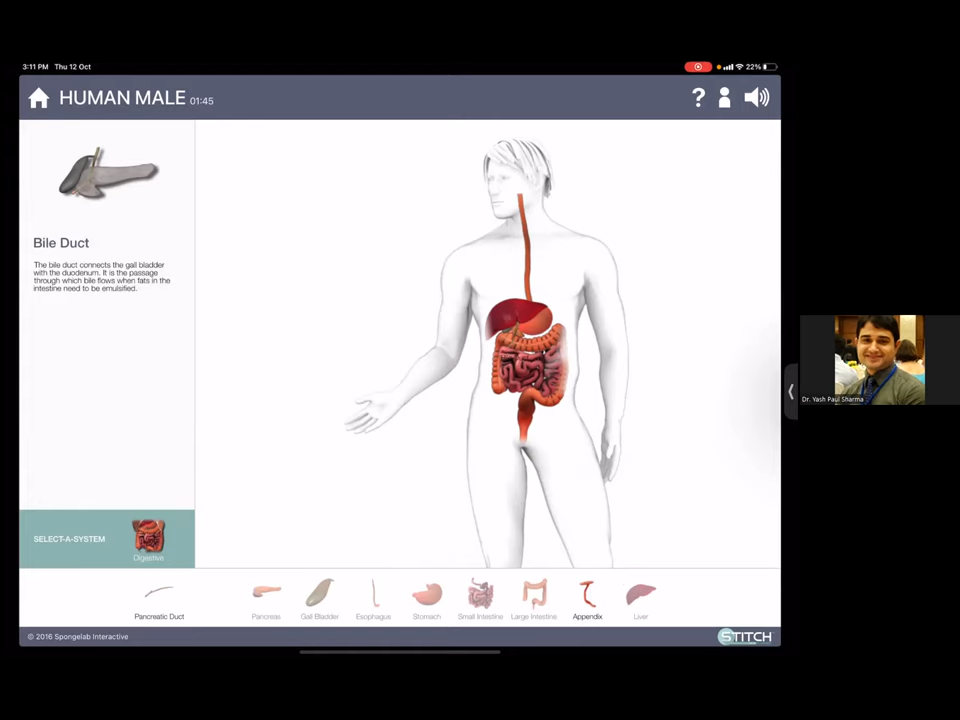 3:11 PM Thu 12 Oct
22%
HUMAN MALE 01:45
?
Bile Duct
The bile duct connects the gall bladder
with the duodenum. It is the passage
through which bile flows when fats in the
intestine need to be emulsified.
Dr. Yash Paul Sharma
SELECT-A-SYSTEM
Digestive
Pancreatic Duct
Pancreas
Gall Bladder
Esophagus
Stomach
Small Intestine
Large Intestine
Appendix
Liver
© 2016 Spongelab Interactive
STITCH